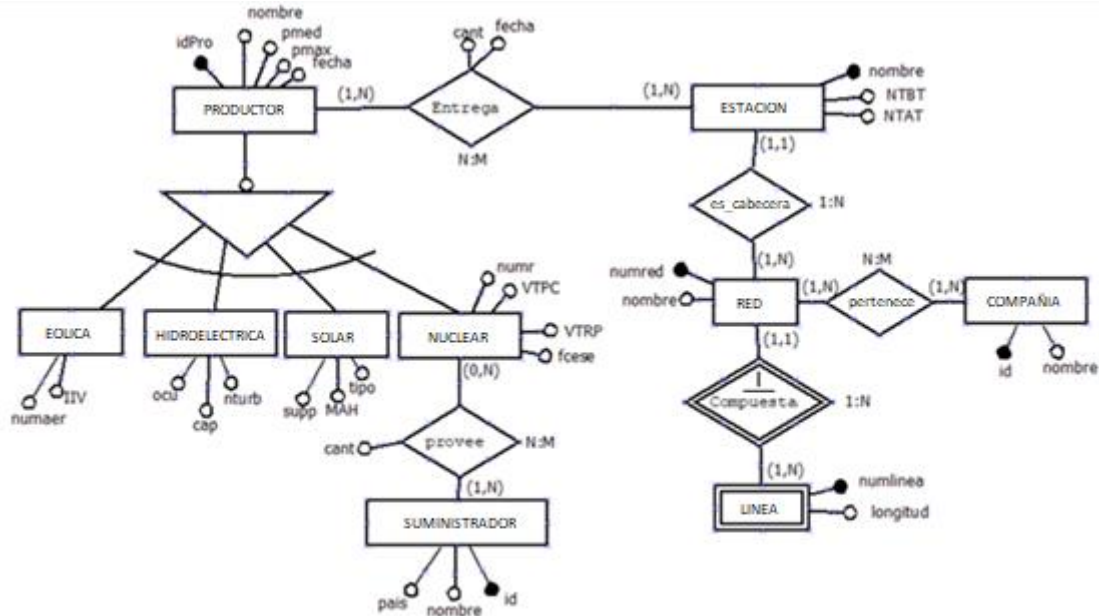 nombre
idPro
pmed
pmax
fecha
PRODUCTOR
(1,N)
cant
fecha
Entrega
N:M
(1,N)
ESTACION
nombre
NTBT
NTAT
(1,1)
es_cabecera
1:N
(1,N)
numred
nombre
RED
(1,N)
N:M
pertenece
(1,N)
COMPAÑIA
id
nombre
(1,1)
I
Compuesta
1:N
(1,N)
LINEA
numlinea
longitud
EOLICA
numaer
IIV
HIDROELECTRICA
ocu
cap
nturb
SOLAR
supp
MAH
tipo
NUCLEAR
numr
VTPC
VTRP
fcese
(0,N)
provee
cant
N:M
(1,N)
SUMINISTRADOR
pais
nombre
id